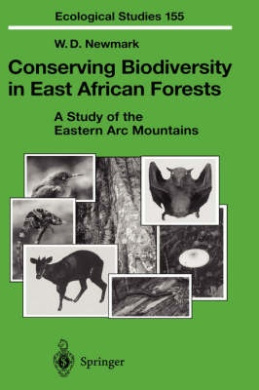 Ecological Studies 155
W. D. Newmark
Conserving Biodiversity
in East African Forests
A Study of the
Eastern Arc Mountains
Springer